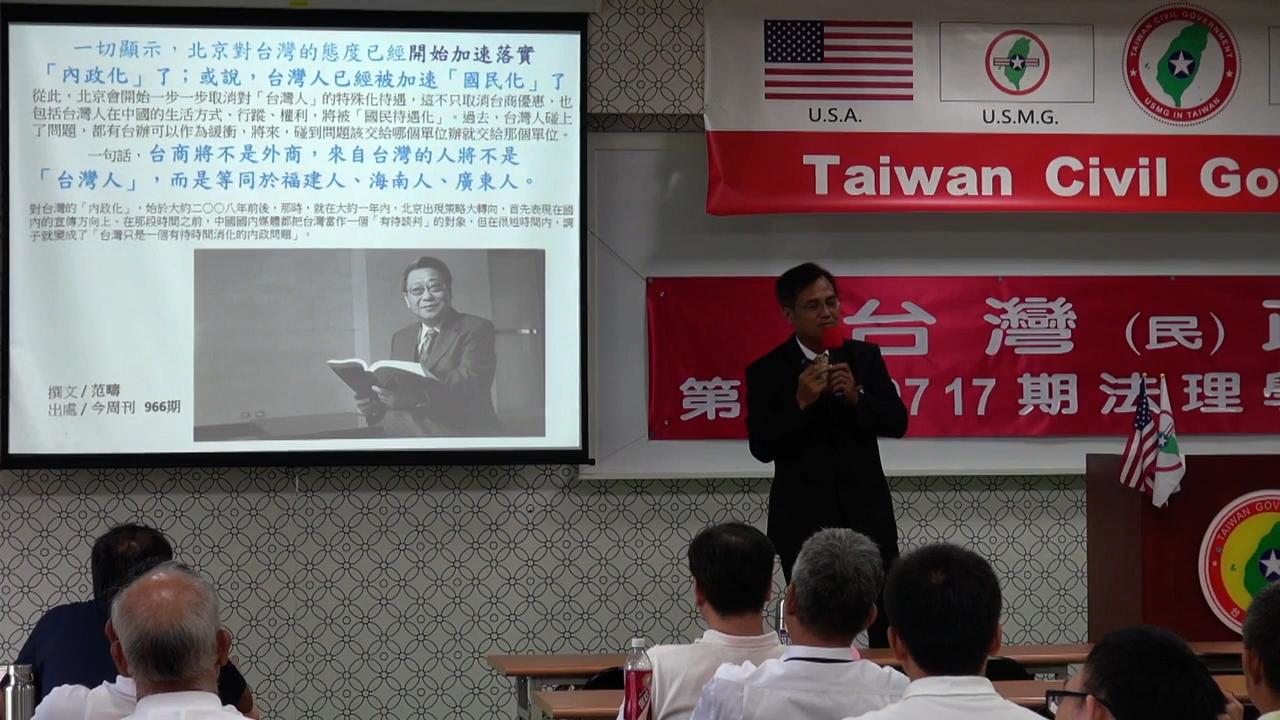 一切顯示，北京對台灣的態度已經開始加速落實
「內政化」了；或說，台灣人已經被加速「國民化」了
從此，北京會開始一步一步取消對「台灣人」的特殊化待遇，這不只取消台商優惠，也
包括台灣人在中國的生活方式、行蹤、權利，將被「國民待遇化」。過去，台灣人碰上
了問題，都有台辦可以作為緩衝，將來，碰到問題該交給哪個單位辦就交給那個單位。
一句話，台商將不是外商，來自台灣的人將不是
「台灣人」，而是等同於福建人、海南人、廣東人。
對台灣的「內政化」，始於大約二〇〇八年前後，那時，就在大約一年內，北京出現策略大轉向，首先表現在國
內的宣傳方向上。在那段時間之前，中國國內媒體都把台灣當作一個「有待談判」的對象，但在很短時間內，調
子就變成了「台灣只是一個有待時間消化的內政問題」。
撰文 / 范疇
出處 / 今周刊 966期
U.S.A.
U.S.M.G.
TAIWAN CIVIL GOVERNMENT
USMG IN TAIWAN
Taiwan Civil Go
台灣（民）政
第 0717期法理學
TAIWAN GOVERN
台